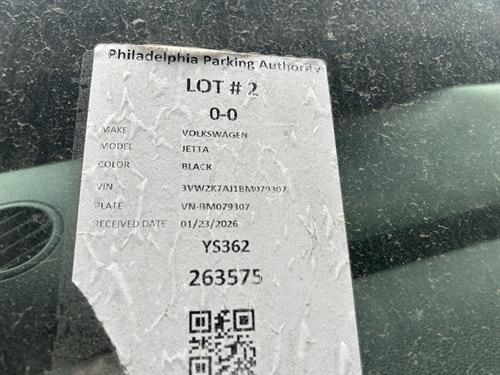 Philadelphia Parking Authority
LOT # 2
0-0
MAKE VOLKSWAGEN
MODEL JETTA
COLOR BLACK
VIN 3VW2K7AJ1BM079307
PLATE VN-BM079307
RECEIVED DATE 01/23/2026
YS362
263575